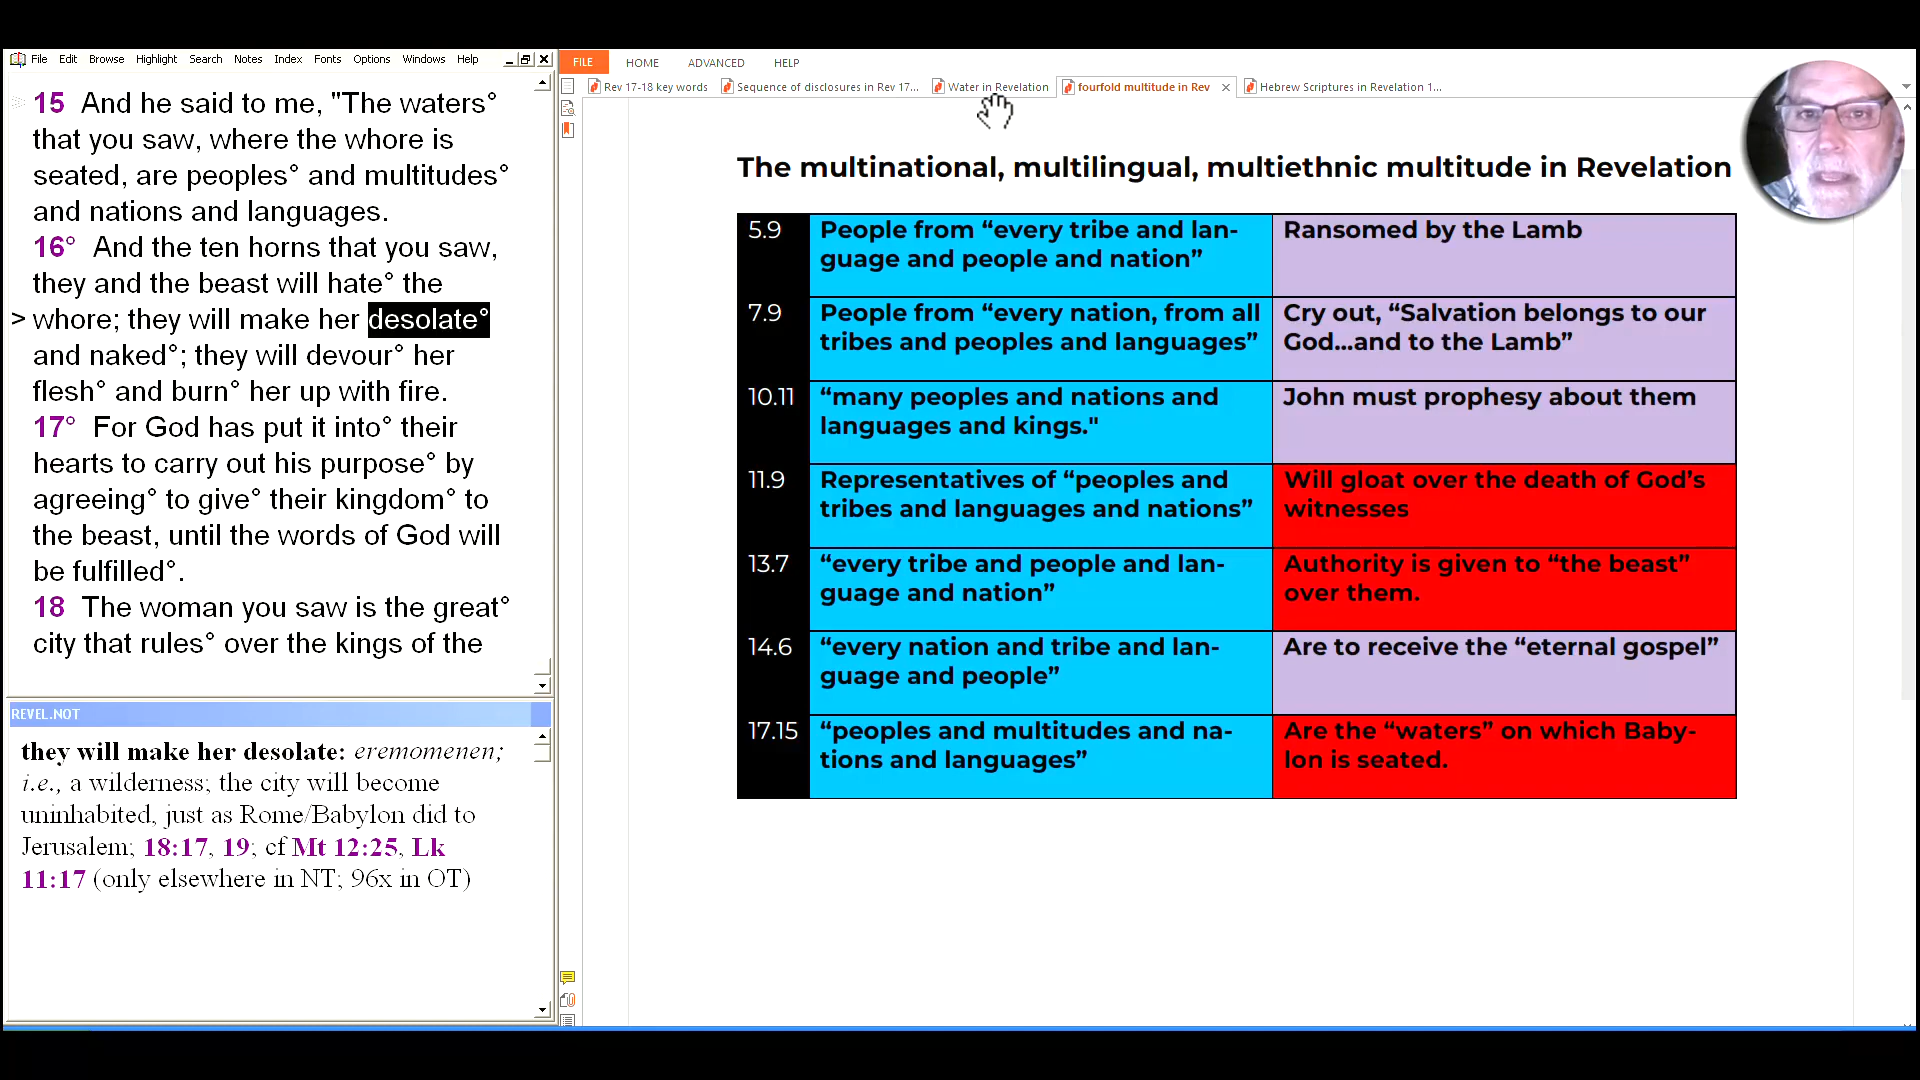 File Edit Browse Highlight Search Notes Index Fonts Options Windows Help
15 And he said to me, "The waters°
that you saw, where the whore is
seated, are peoples° and multitudes°
and nations and languages.
16° And the ten horns that you saw,
they and the beast will hate° the
> whore; they will make her desolate°
and naked°; they will devour° her
flesh° and burn° her up with fire.
17° For God has put it into° their
hearts to carry out his purpose° by
agreeing° to give° their kingdom° to
the beast, until the words of God will
be fulfilled°.
18 The woman you saw is the great°
city that rules° over the kings of the
REVEL.NOT
they will make her desolate: eremomenen;
i.e., a wilderness; the city will become
uninhabited, just as Rome/Babylon did to
Jerusalem; 18:17, 19; cf Mt 12:25, Lk
11:17 (only elsewhere in NT; 96x in OT)
FILE HOME ADVANCED HELP
Rev 17-18 key words Sequence of disclosures in Rev 17... Water in Revelation fourfold multitude in Rev Hebrew Scriptures in Revelation 1...
The multinational, multilingual, multiethnic multitude in Revelation
5.9 People from “every tribe and lan- Ransomed by the Lamb
guage and people and nation”
7.9 People from “every nation, from all Cry out, “Salvation belongs to our
tribes and peoples and languages” God...and to the Lamb”
10.11 “many peoples and nations and John must prophesy about them
languages and kings."
11.9 Representatives of “peoples and Will gloat over the death of God’s
tribes and languages and nations” witnesses
13.7 “every tribe and people and lan- Authority is given to “the beast”
guage and nation” over them.
14.6 “every nation and tribe and lan- Are to receive the “eternal gospel”
guage and people”
17.15 “peoples and multitudes and na- Are the “waters” on which Baby-
tions and languages” lon is seated.